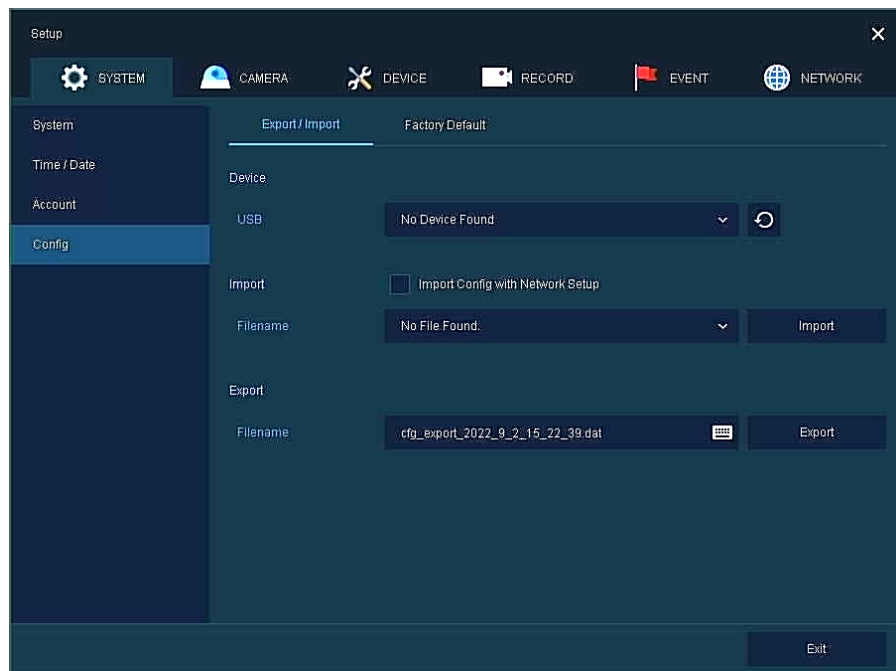 Setup
SYSTEM CAMERA DEVICE RECORD EVENT NETWORK
System
Time / Date
Account
Config
Export / Import Factory Default
Device
USB No Device Found
Import Import Config with Network Setup
Filename No File Found. Import
Export
Filename cfg_export_2022_9_2_15_22_39.dat Export
Exit